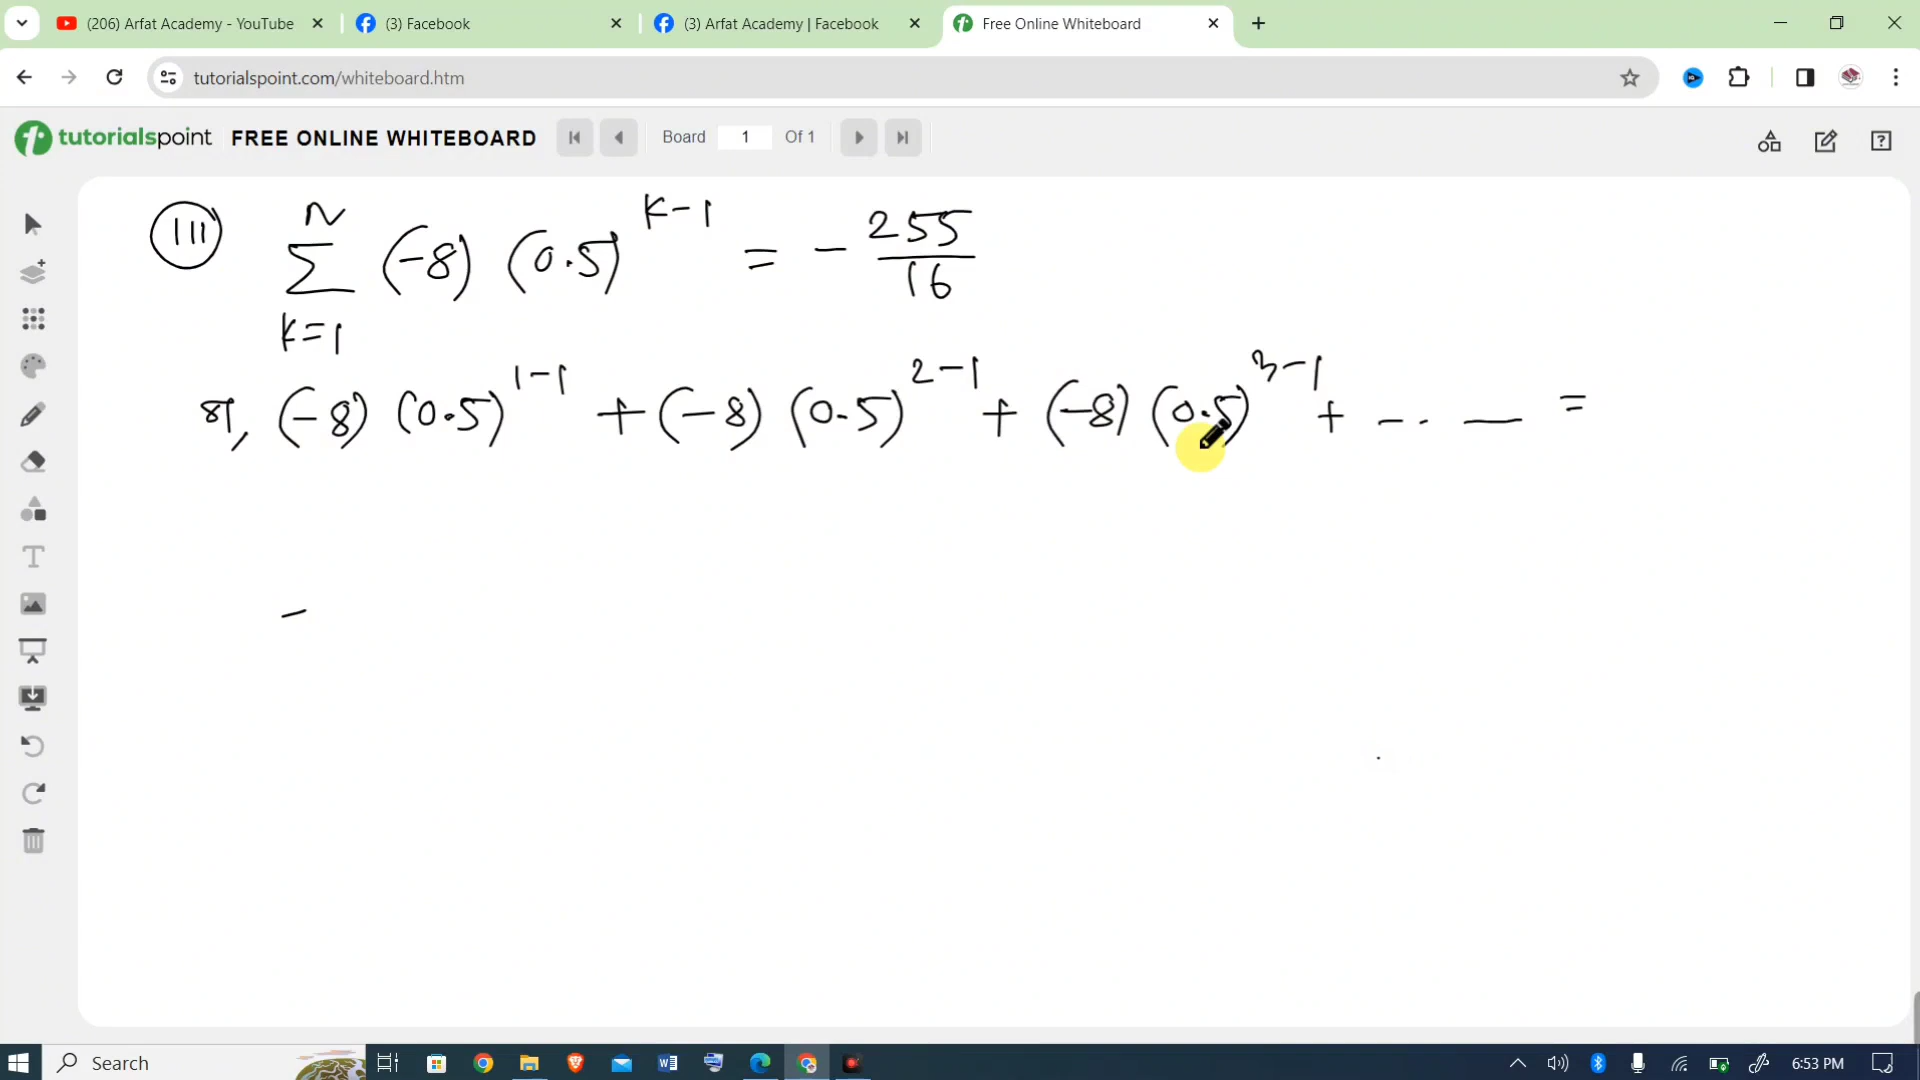 (206) Arfat Academy - YouTube
(3) Facebook
(3) Arfat Academy | Facebook
Free Online Whiteboard
tutorialspoint.com/whiteboard.htm
tutorialspoint FREE ONLINE WHITEBOARD Board 1 Of 1
(III) N ∑ k=1 (-8) (0.5)^{k-1} = - 255/16
বা, (-8) (0.5)^{1-1} + (-8) (0.5)^{2-1} + (-8) (0.5)^{3-1} + -.. — =
Search
6:53 PM